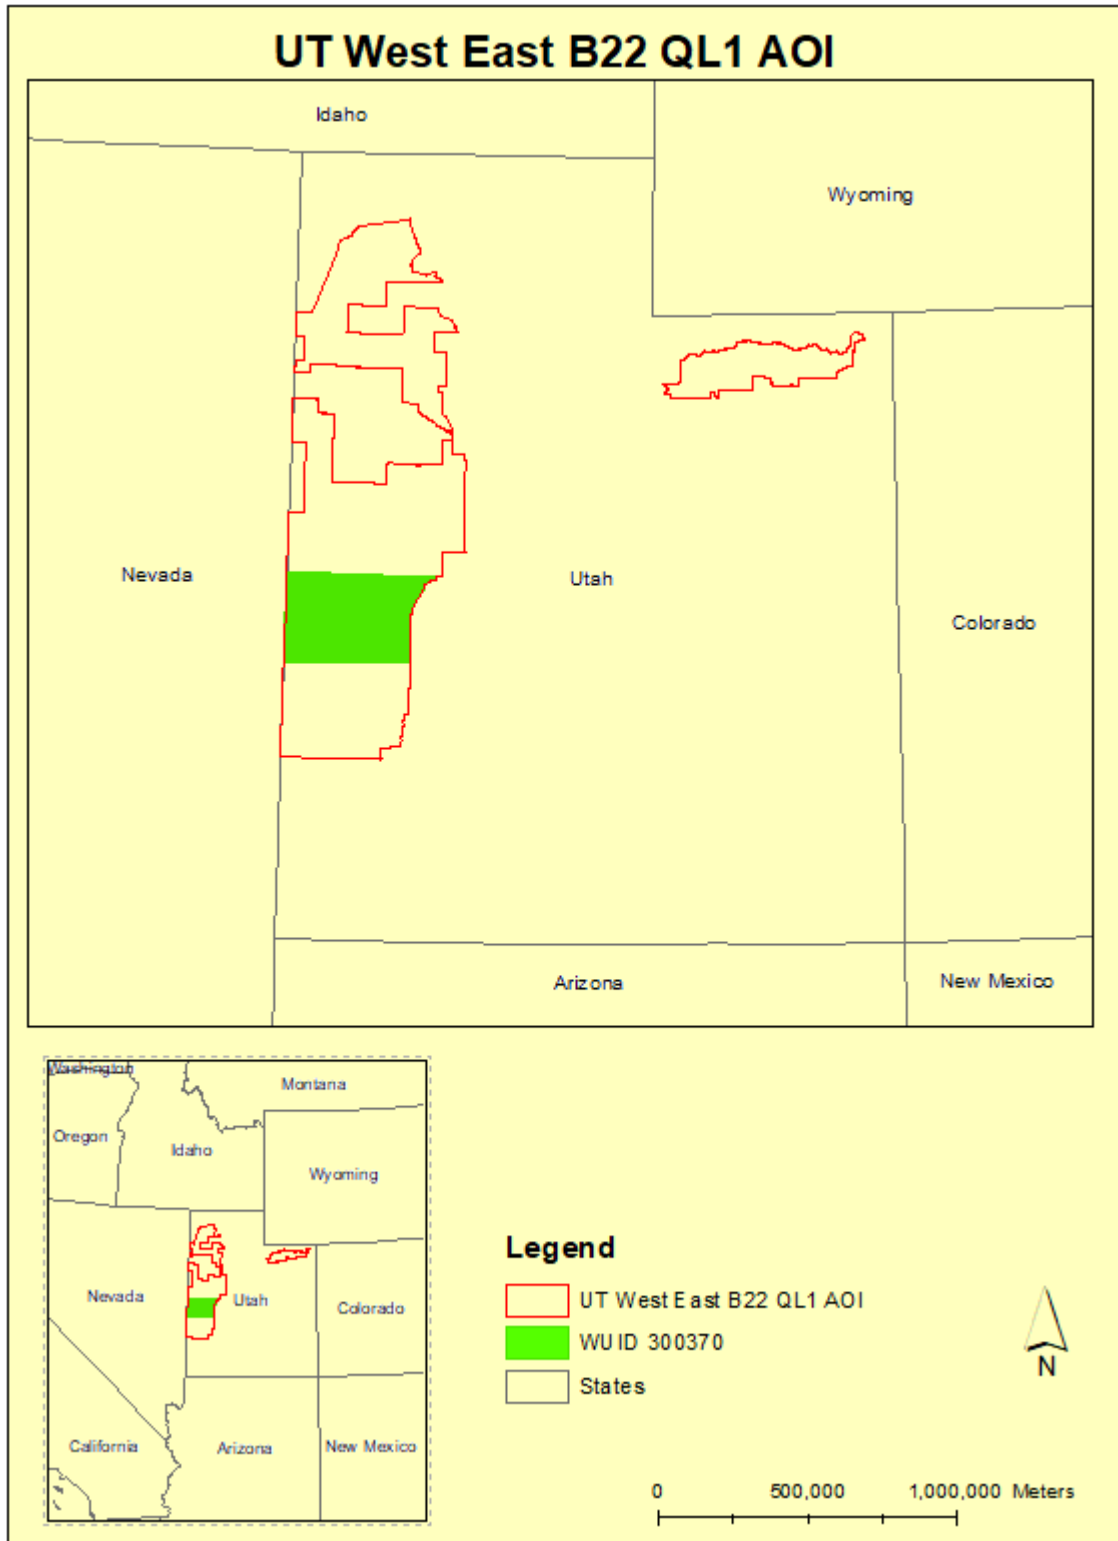 UT West East B22 QL1 AOI
Idaho
Wyoming
Nevada
Utah
Colorado
Arizona
New Mexico
Washington
Montana
Oregon
Idaho
Wyoming
Nevada
Utah
Colorado
California
Arizona
New Mexico
Legend
UT West East B22 QL1 AOI
WUID 300370
States
N
0 500,000 1,000,000 Meters